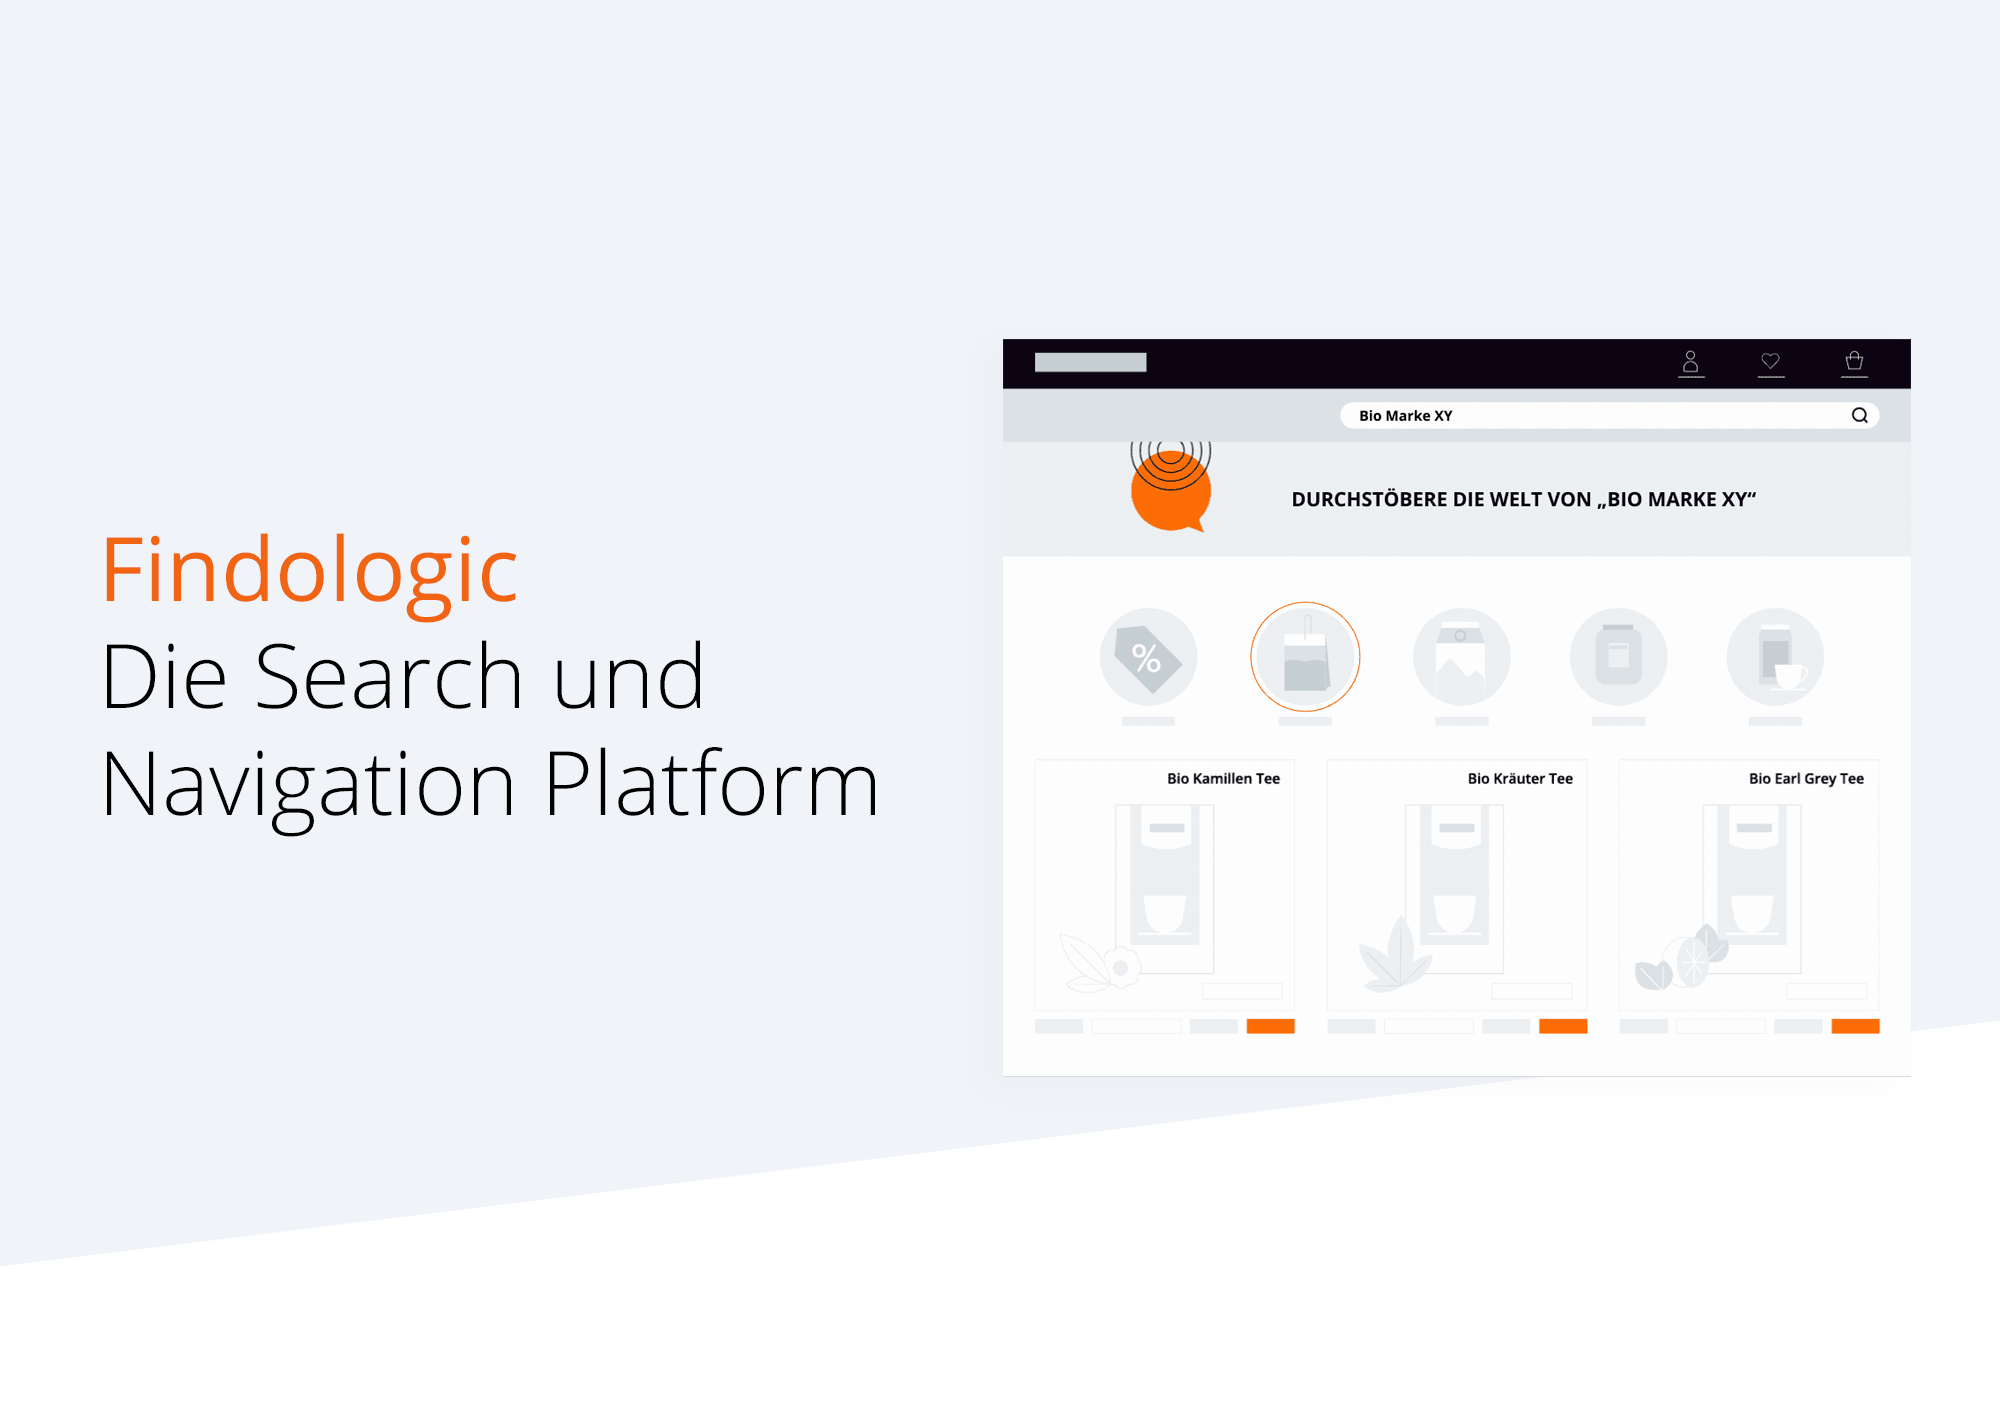 Findologic
Die Search und
Navigation Platform
Bio Marke XY
DURCHSTÖBERE DIE WELT VON „BIO MARKE XY“
%
Bio Kamillen Tee
Bio Kräuter Tee
Bio Earl Grey Tee